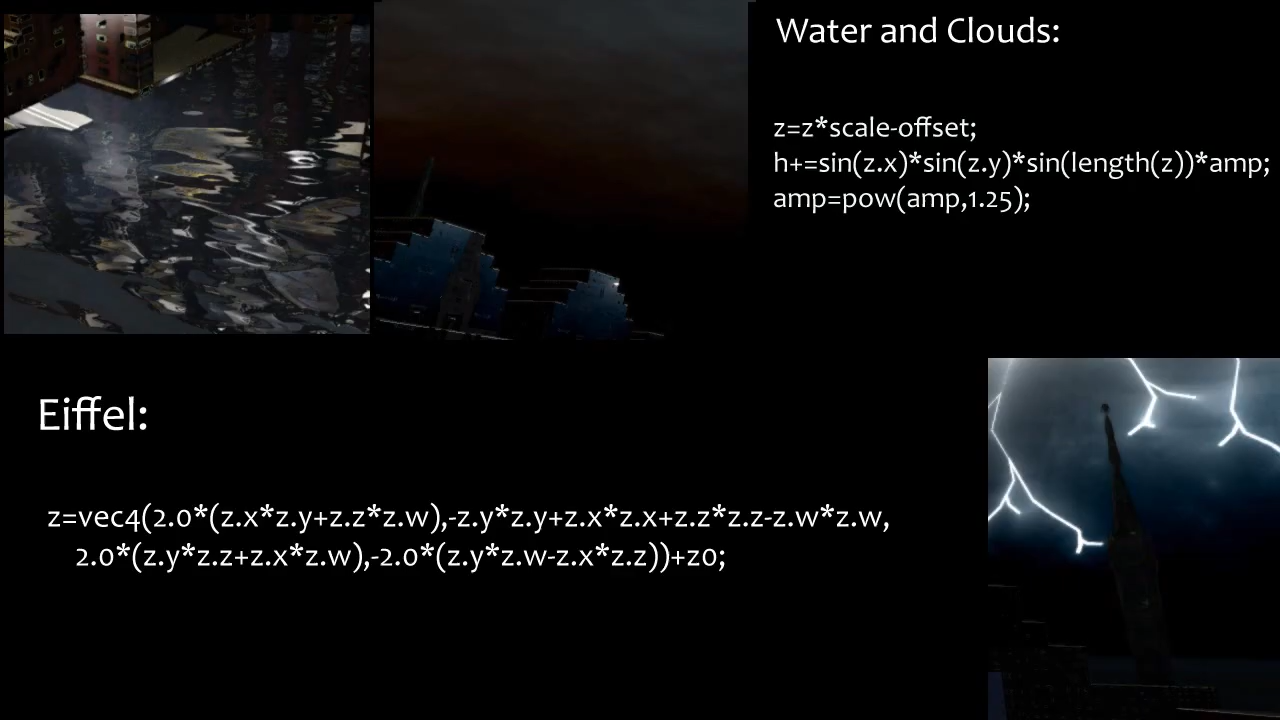 Water and Clouds:
z=z*scale-offset;
h+=sin(z.x)*sin(z.y)*sin(length(z))*amp;
amp=pow(amp,1.25);
Eiffel:
z=vec4(2.0*(z.x*z.y+z.z*z.w),-z.y*z.y+z.x*z.x+z.z*z.z-z.w*z.w,
2.0*(z.y*z.z+z.x*z.w),-2.0*(z.y*z.w-z.x*z.z))+z0;